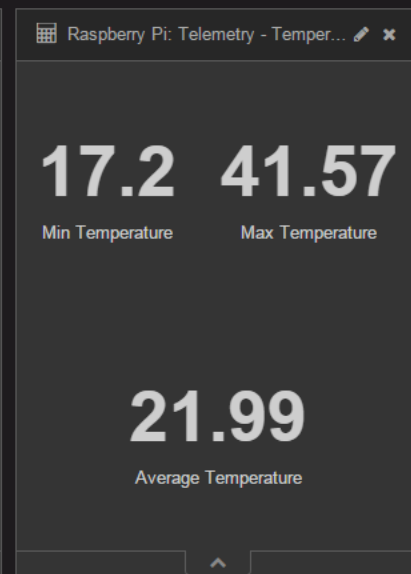 Raspberry Pi: Telemetry - Temper...
17.2 41.57
Min Temperature Max Temperature
21.99
Average Temperature